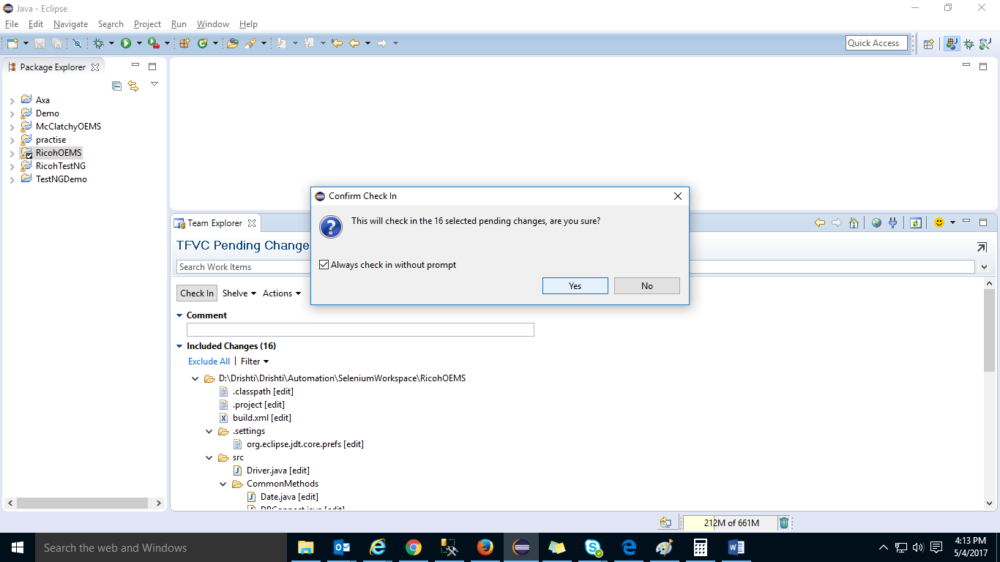 Java - Eclipse
File Edit Navigate Search Project Run Window Help
Quick Access
Package Explorer
Axa
Demo
McClatchyOEMS
practise
RicohOEMS
RicohTestNG
TestNGDemo
Confirm Check In
This will check in the 16 selected pending changes, are you sure?
Always check in without prompt
Yes No
Team Explorer
TFVC Pending Change
Search Work Items
Check In Shelve Actions
Comment
Included Changes (16)
Exclude All | Filter
D:\Drishti\Drishti\Automation\SeleniumWorkspace\RicohOEMS
.classpath [edit]
.project [edit]
build.xml [edit]
.settings
org.eclipse.jdt.core.prefs [edit]
src
Driver.java [edit]
CommonMethods
Date.java [edit]
DBConnect.java [edit]
212M of 661M
Search the web and Windows
4:13 PM
5/4/2017